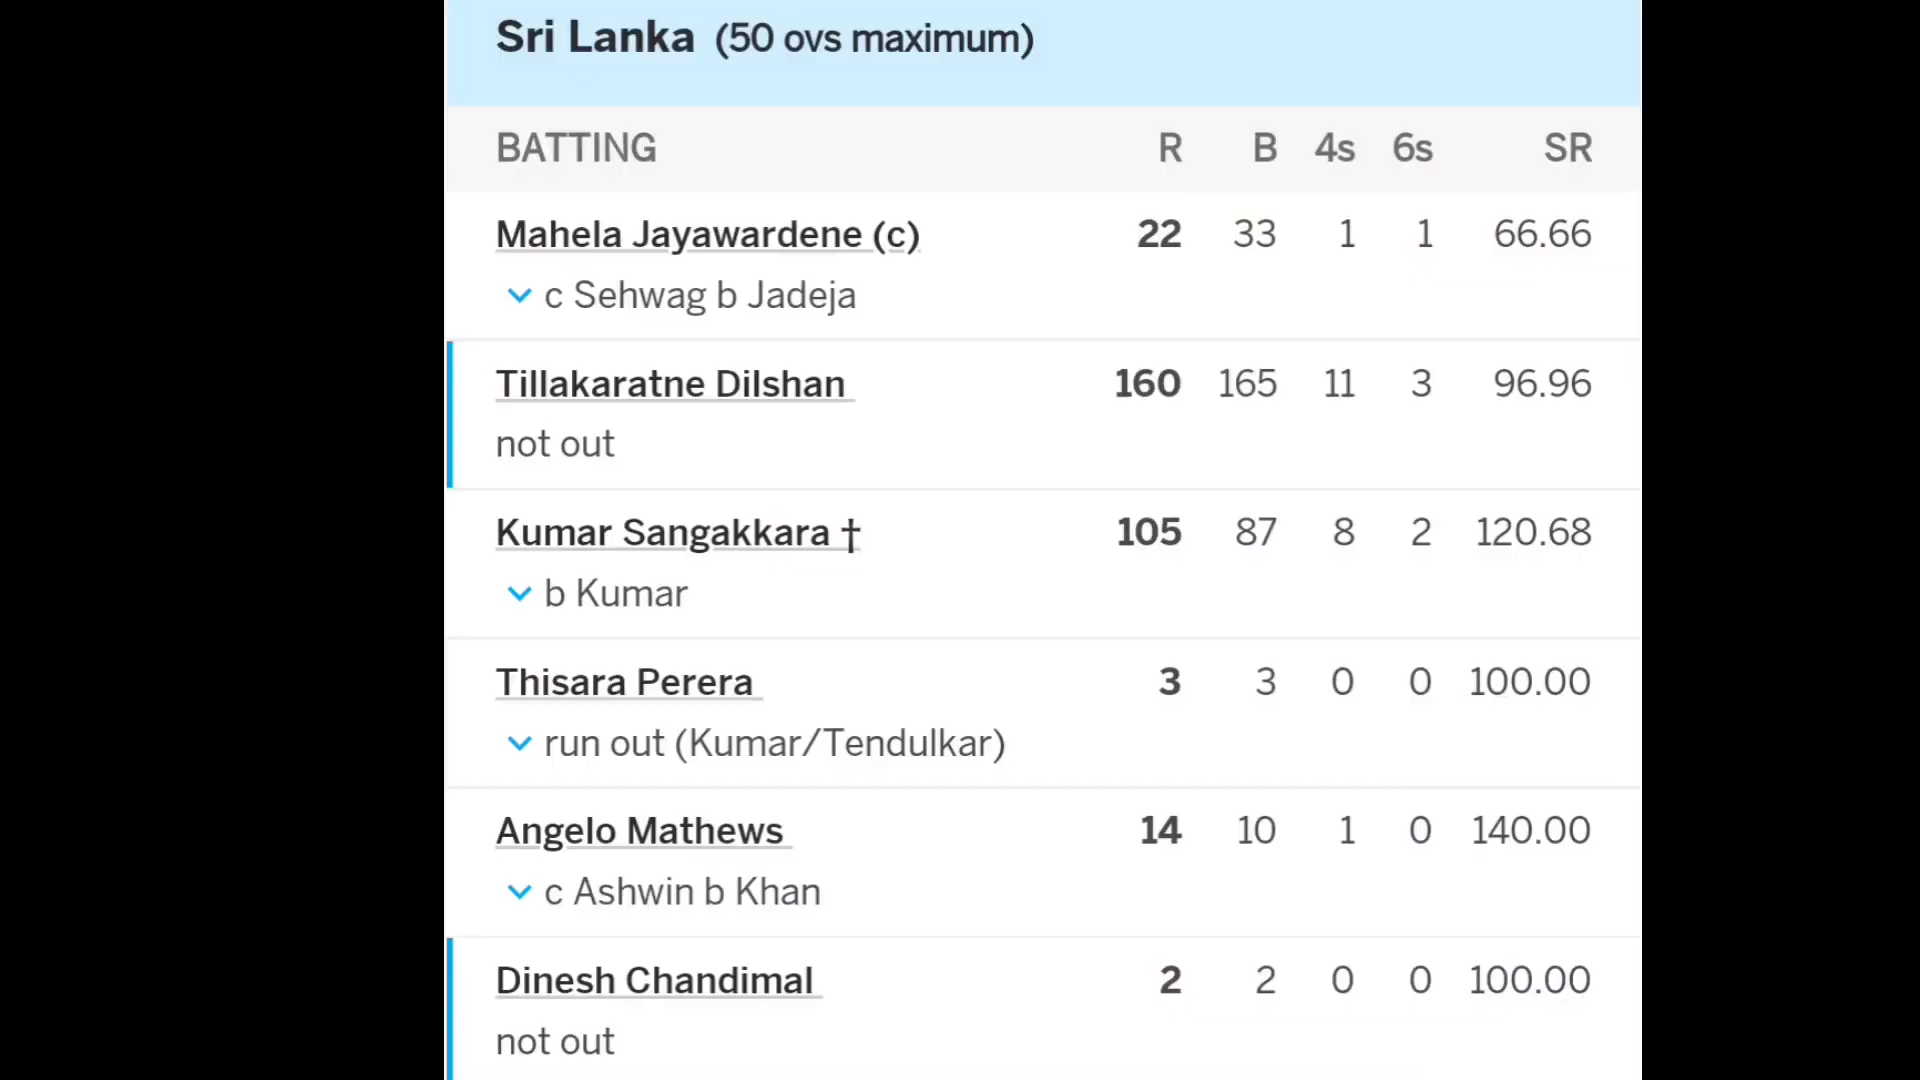 Sri Lanka (50 ovs maximum)
BATTING R B 4s 6s SR
Mahela Jayawardene (c) 22 33 1 1 66.66
c Sehwag b Jadeja
Tillakaratne Dilshan 160 165 11 3 96.96
not out
Kumar Sangakkara † 105 87 8 2 120.68
b Kumar
Thisara Perera 3 3 0 0 100.00
run out (Kumar/Tendulkar)
Angelo Mathews 14 10 1 0 140.00
c Ashwin b Khan
Dinesh Chandimal 2 2 0 0 100.00
not out